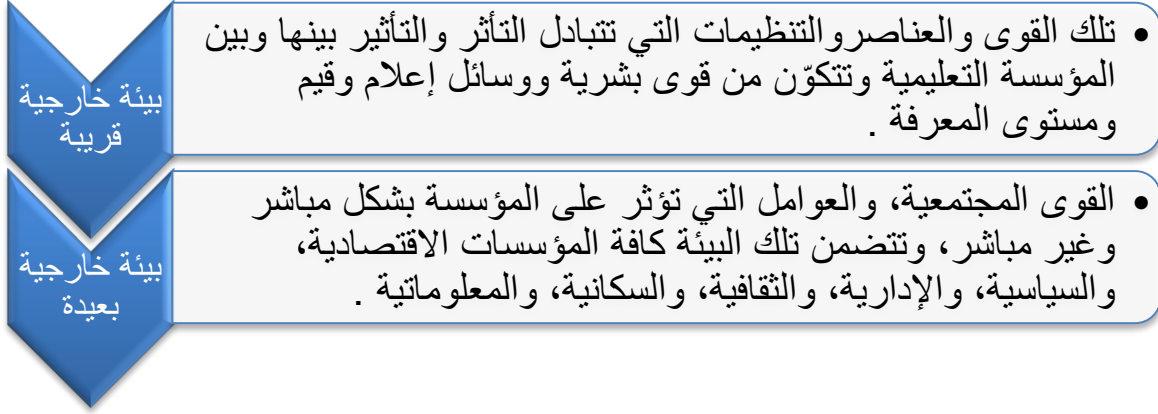 بيئة خارجية
قريبة
• تلك القوى والعناصروالتنظيمات التي تتبادل التأثر والتأثير بينها وبين
المؤسسة التعليمية وتتكوّن من قوى بشرية ووسائل إعلام وقيم
ومستوى المعرفة .
بيئة خارجية
بعيدة
• القوى المجتمعية، والعوامل التي تؤثر على المؤسسة بشكل مباشر
وغير مباشر، وتتضمن تلك البيئة كافة المؤسسات الاقتصادية،
والسياسية، والإدارية، والثقافية، والسكانية، والمعلوماتية .